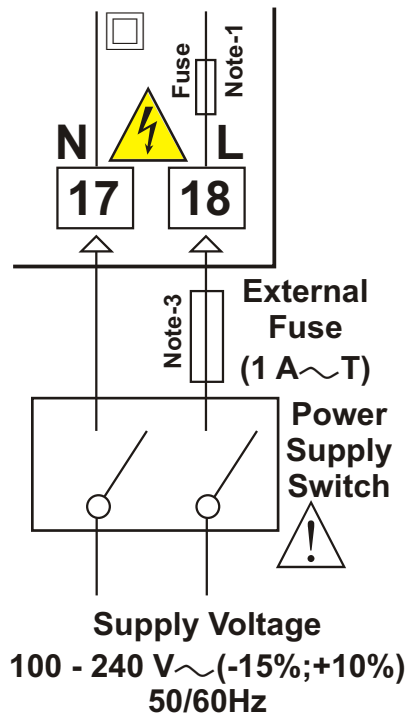 Fuse
Note-1
N
L
17
18
Note-3
External
Fuse
(1 A～T)
Power
Supply
Switch
!
Supply Voltage
100 - 240 V～(-15%;+10%)
50/60Hz